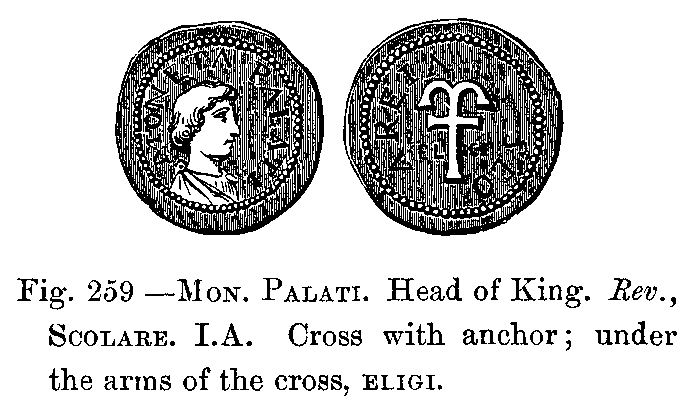 Fig. 259 —MON. PALATI. Head of King. Rev.,
SCOLARE. I.A. Cross with anchor; under
the arms of the cross, ELIGI.